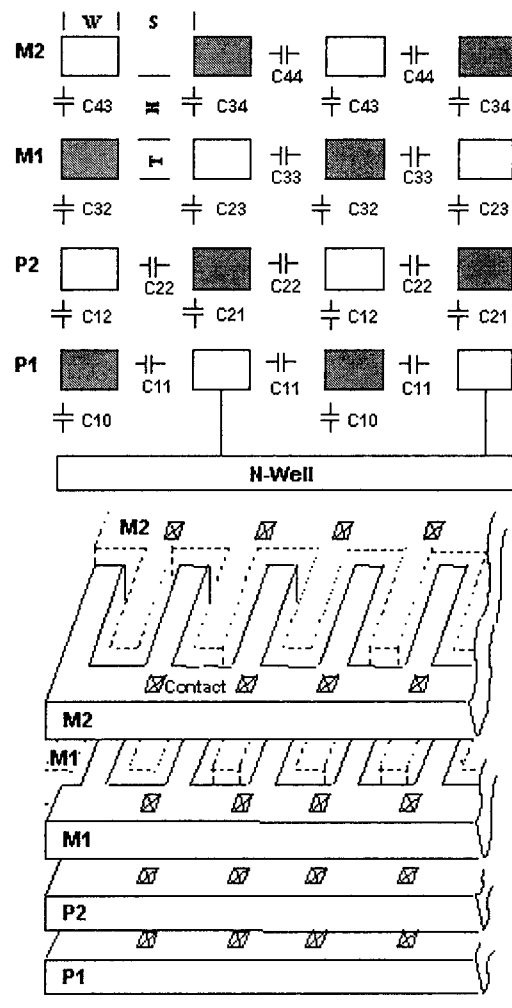 W S
M2
C44 C44
C43 H C34 C43 C34
M1 T
C33 C33
C32 C23 C32 C23
P2
C22 C22 C22
C12 C21 C12 C21
P1
C11 C11 C11
C10 C10
N-Well
M2
Contact
M2
M1
M1
P2
P1